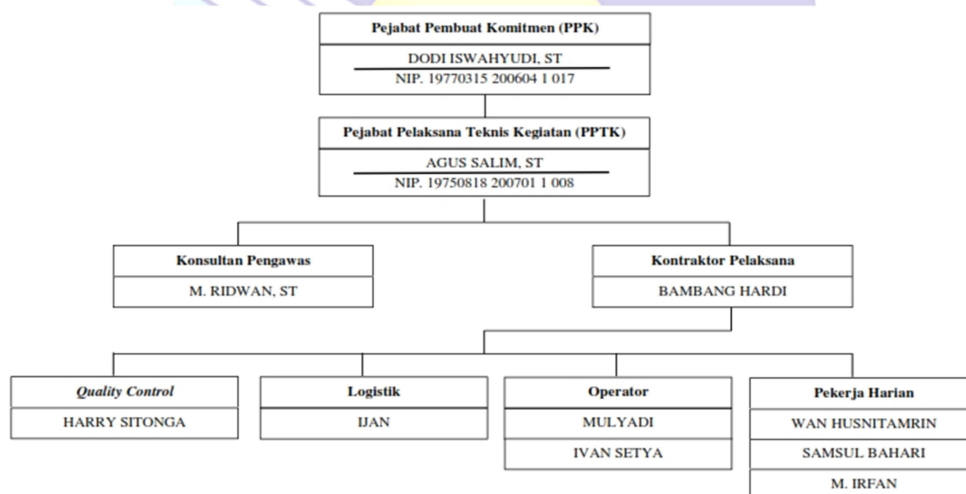 Pejabat Pembuat Komitmen (PPK)
DODI ISWAHYUDI, ST
NIP. 19770315 200604 1 017
Pejabat Pelaksana Teknis Kegiatan (PPTK)
AGUS SALIM, ST
NIP. 19750818 200701 1 008
Konsultan Pengawas
M. RIDWAN, ST
Kontraktor Pelaksana
BAMBANG HARDI
Quality Control
HARRY SITONGA
Logistik
IJAN
Operator
MULYADI
IVAN SETYA
Pekerja Harian
WAN HUSNITAMRIN
SAMSUL BAHARI
M. IRFAN